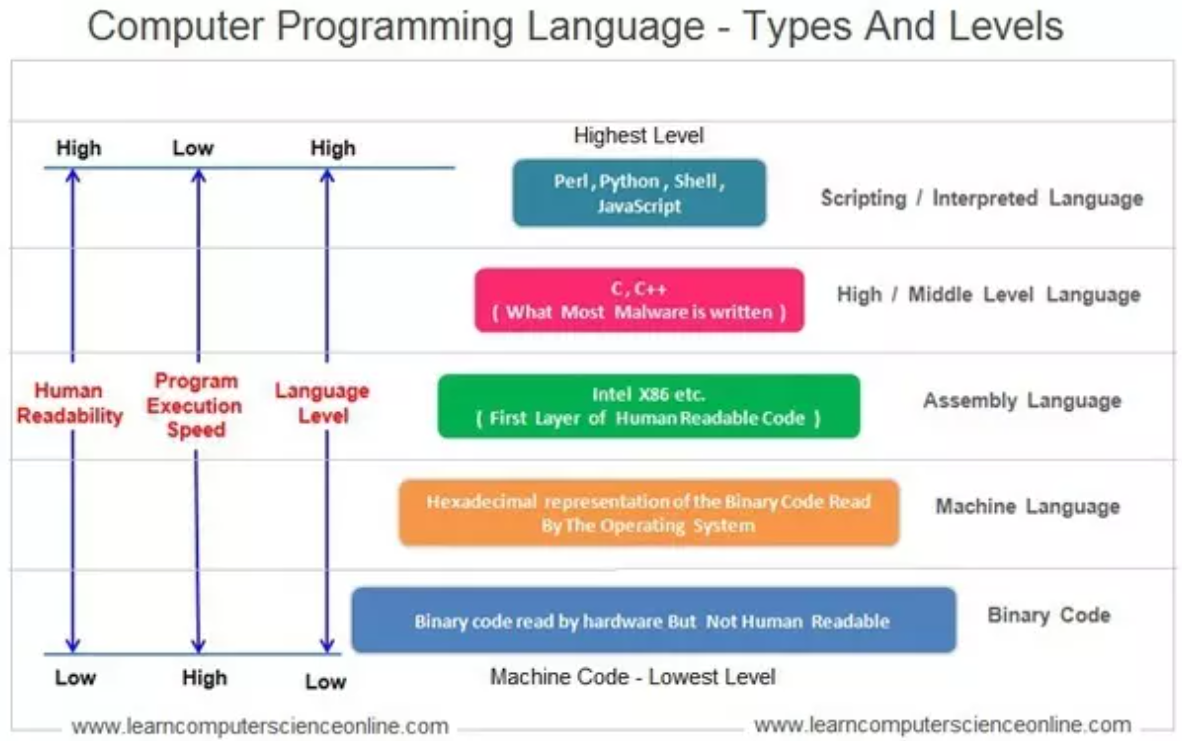 Computer Programming Language - Types And Levels
High
Low
High
Highest Level
Perl, Python, Shell,
JavaScript
Scripting / Interpreted Language
C, C++
( What Most Malware is written )
High / Middle Level Language
Human
Readability
Program
Execution
Speed
Language
Level
Intel X86 etc.
( First Layer of Human Readable Code )
Assembly Language
Hexadecimal representation of the Binary Code Read
By The Operating System
Machine Language
Binary code read by hardware But Not Human Readable
Binary Code
Low
High
Low
Machine Code - Lowest Level
www.learncomputerscienceonline.com
www.learncomputerscienceonline.com